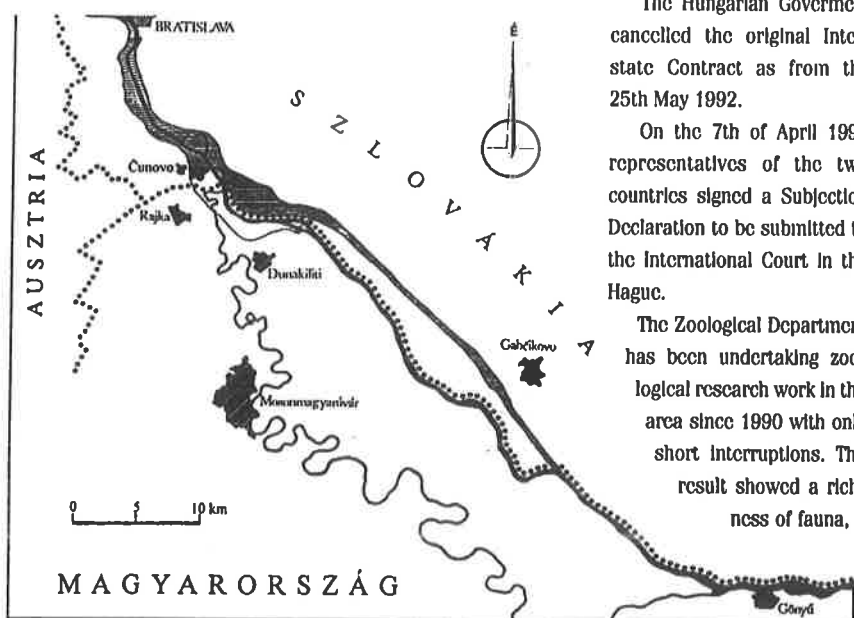 The Hungarian Goverme
cancelled the original Inte
state Contract as from th
25th May 1992.
On the 7th of April 199
representatives of the tw
countries signed a Subjectio
Declaration to be submitted t
the International Court in th
Hague.
The Zoological Departmen
has been undertaking zoo
logical research work in th
area since 1990 with onl
short interruptions. Th
result showed a rich
ness of fauna,
BRATISLAVA
É
SZLOVÁKIA
AUSZTRIA
Čunovo
Rajka
Dunakiliti
Gabčikovo
Mosonmagyaróvár
0 10 km
MAGYARORSZÁG
Gönyű